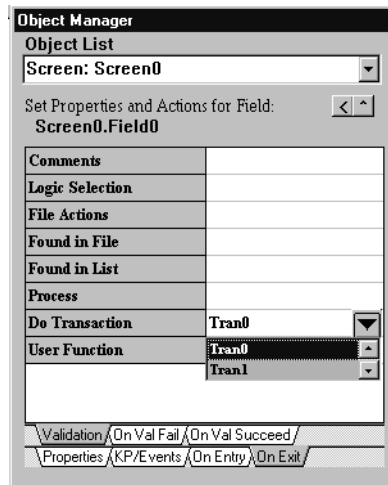 Object Manager
Object List
Screen: Screen0
Set Properties and Actions for Field:
Screen0.Field0
Comments
Logic Selection
File Actions
Found in File
Found in List
Process
Do Transaction Tran0
User Function Tran0
Tran1
Validation On Val Fail On Val Succeed
Properties KP/Events On Entry On Exit